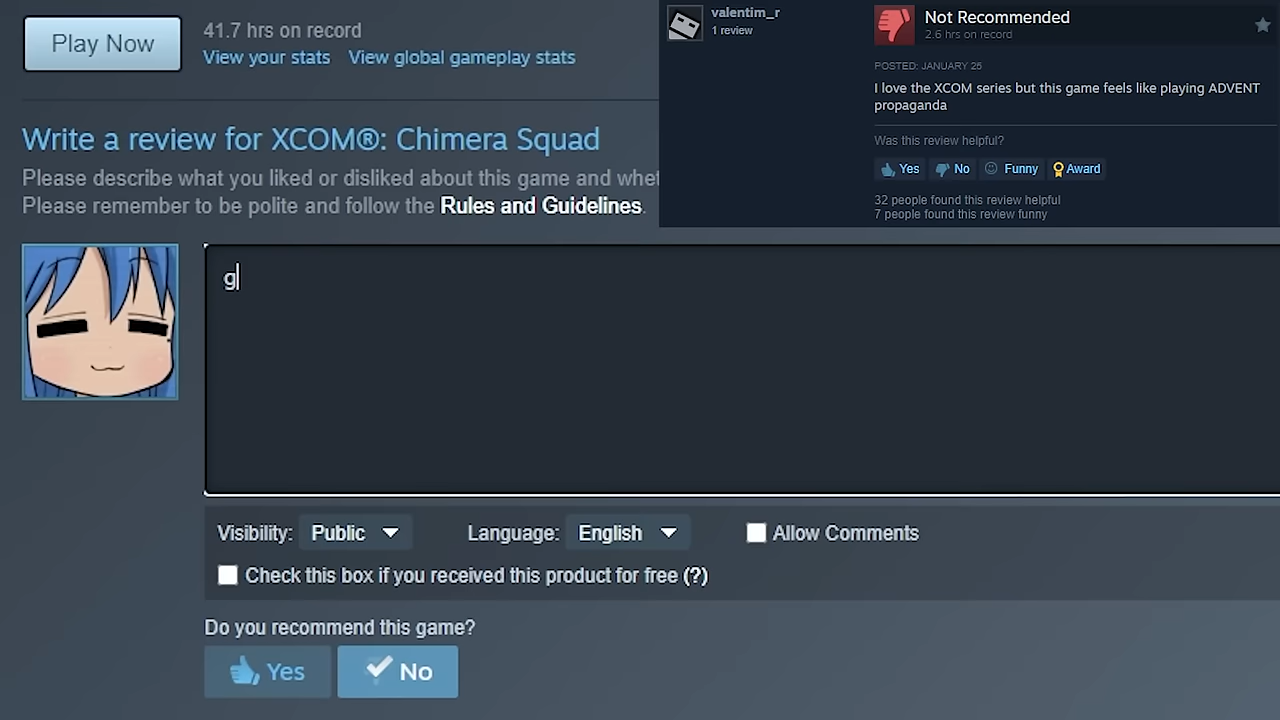 Play Now
41.7 hrs on record
View your stats View global gameplay stats
valentim_r
1 review
Not Recommended
2.6 hrs on record
POSTED: JANUARY 26
I love the XCOM series but this game feels like playing ADVENT
propaganda
Was this review helpful?
Yes No Funny Award
32 people found this review helpful
7 people found this review funny
Write a review for XCOM®: Chimera Squad
Please describe what you liked or disliked about this game and whet
Please remember to be polite and follow the Rules and Guidelines.
g
Visibility: Public Language: English Allow Comments
Check this box if you received this product for free (?)
Do you recommend this game?
Yes No